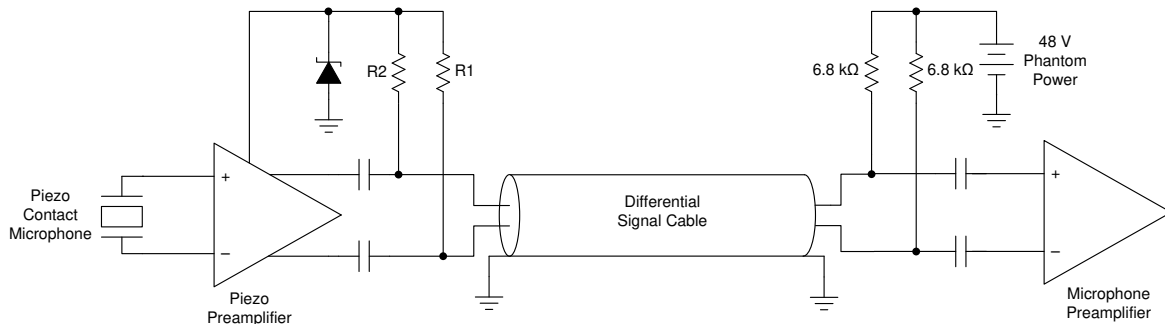 R2
R1
6.8 kΩ
6.8 kΩ
48 V
Phantom
Power
Piezo
Contact
Microphone
+
−
Piezo
Preamplifier
Differential
Signal Cable
+
−
Microphone
Preamplifier